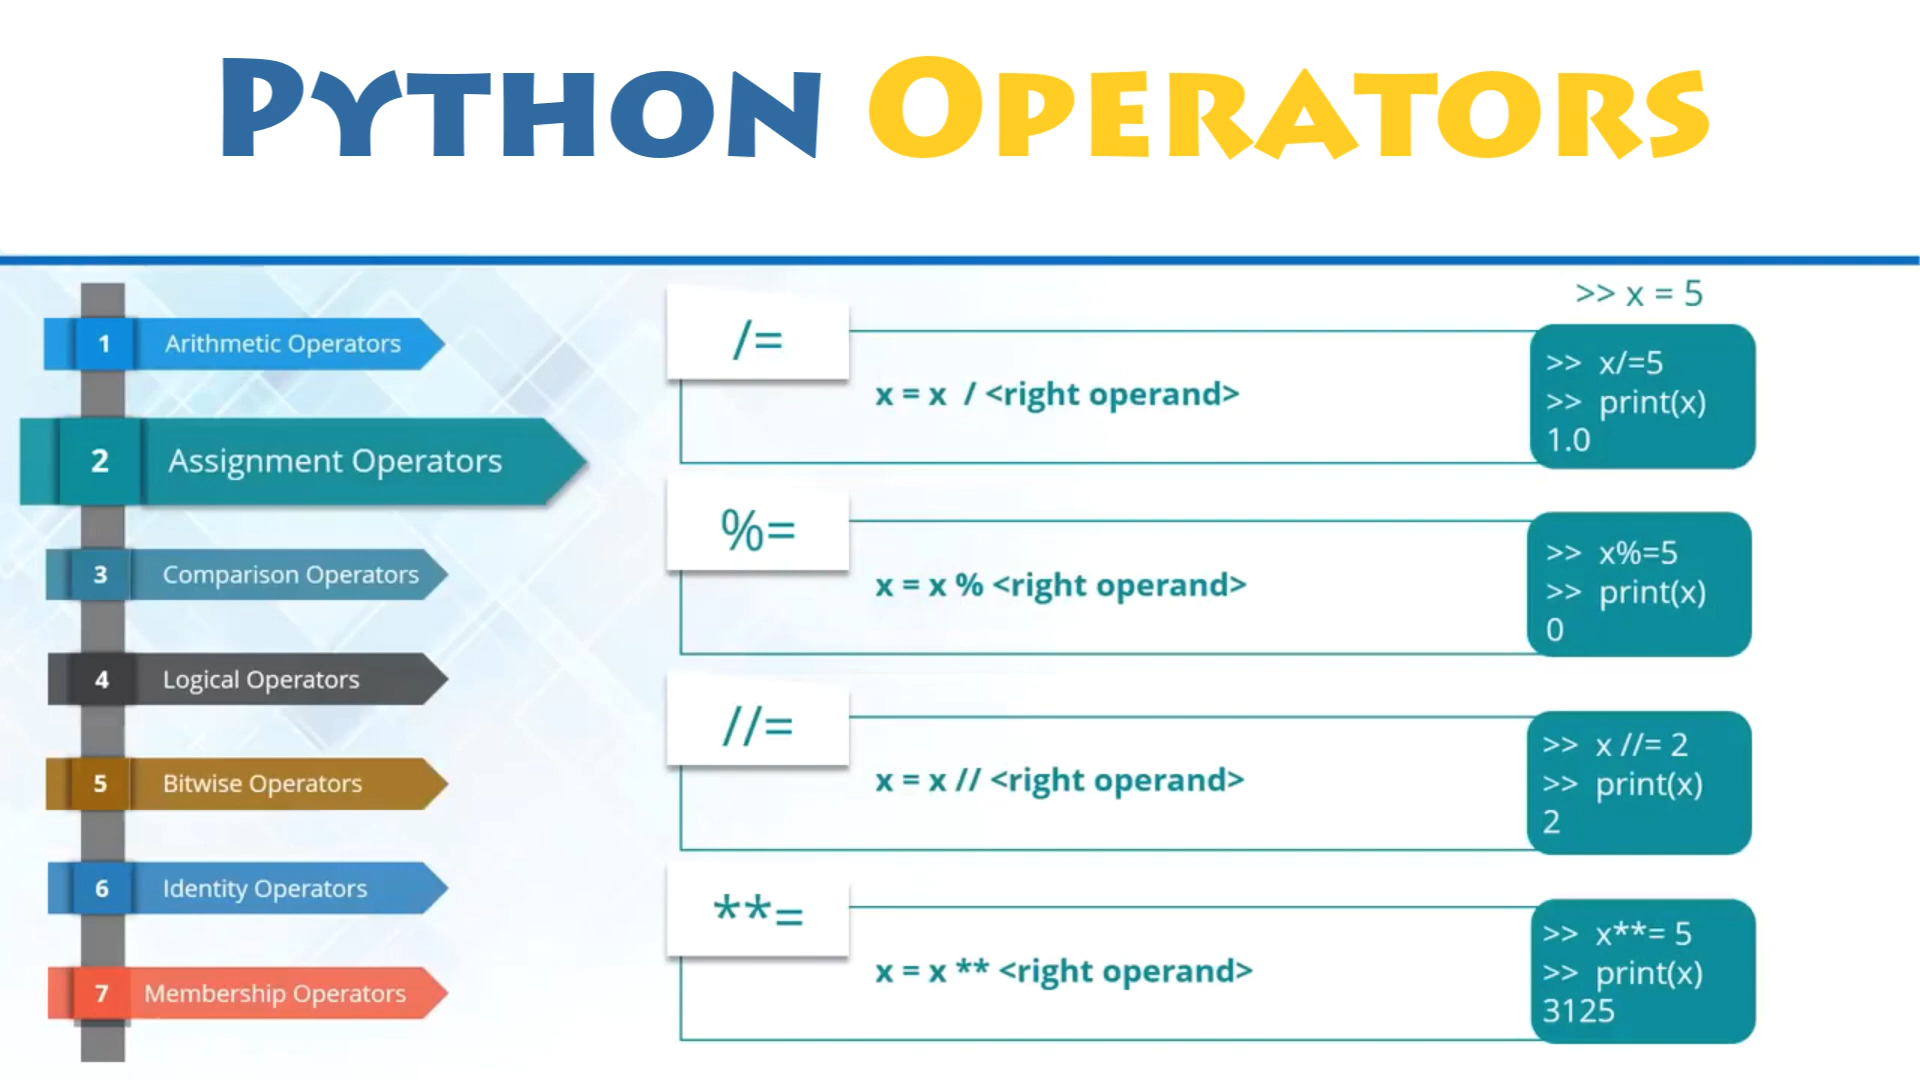 PYTHON OPERATORS
1 Arithmetic Operators
2 Assignment Operators
3 Comparison Operators
4 Logical Operators
5 Bitwise Operators
6 Identity Operators
7 Membership Operators
>> x = 5
/=
x = x / <right operand>
>> x/=5
>> print(x)
1.0
%=
x = x % <right operand>
>> x%=5
>> print(x)
0
//=
x = x // <right operand>
>> x //= 2
>> print(x)
2
**=
x = x ** <right operand>
>> x**= 5
>> print(x)
3125